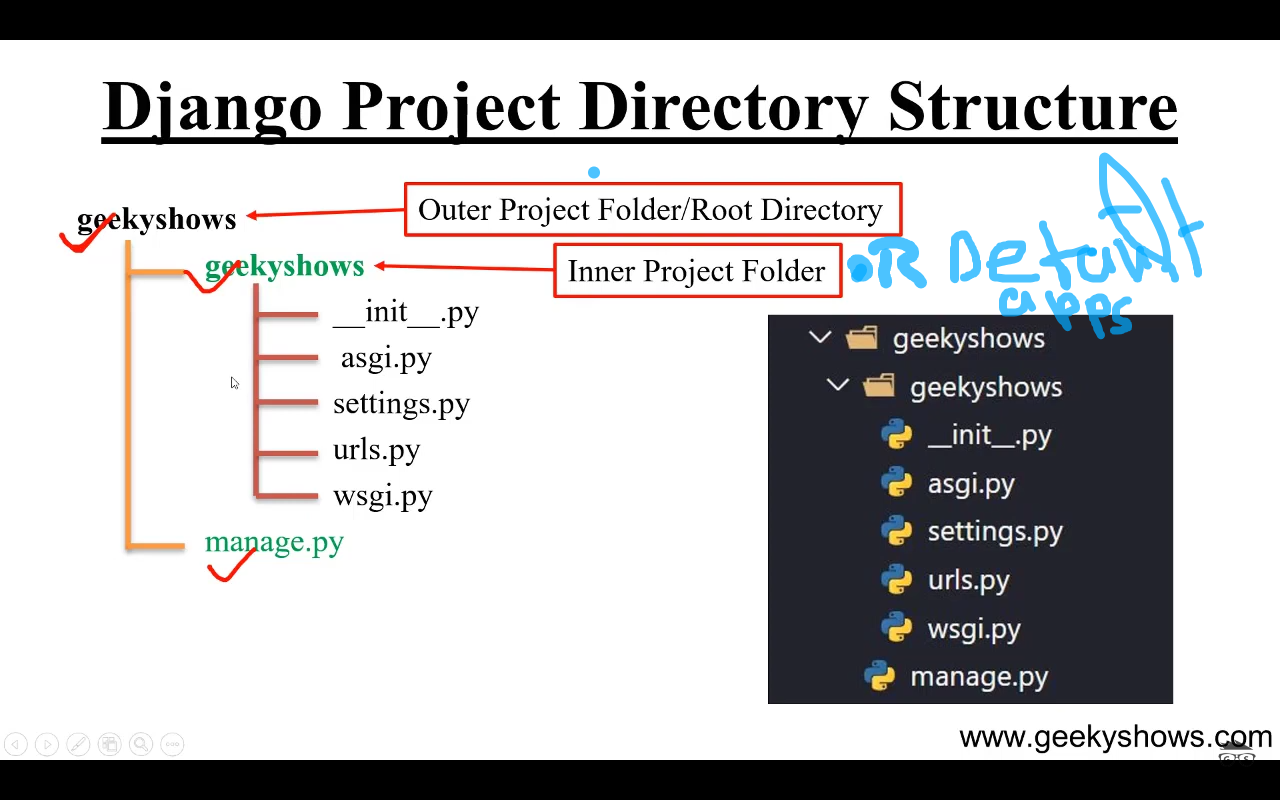 Django Project Directory Structure
geekyshows
Outer Project Folder/Root Directory
geekyshows
Inner Project Folder
OR Default
apps
__init__.py
asgi.py
settings.py
urls.py
wsgi.py
manage.py
geekyshows
geekyshows
__init__.py
asgi.py
settings.py
urls.py
wsgi.py
manage.py
www.geekyshows.com